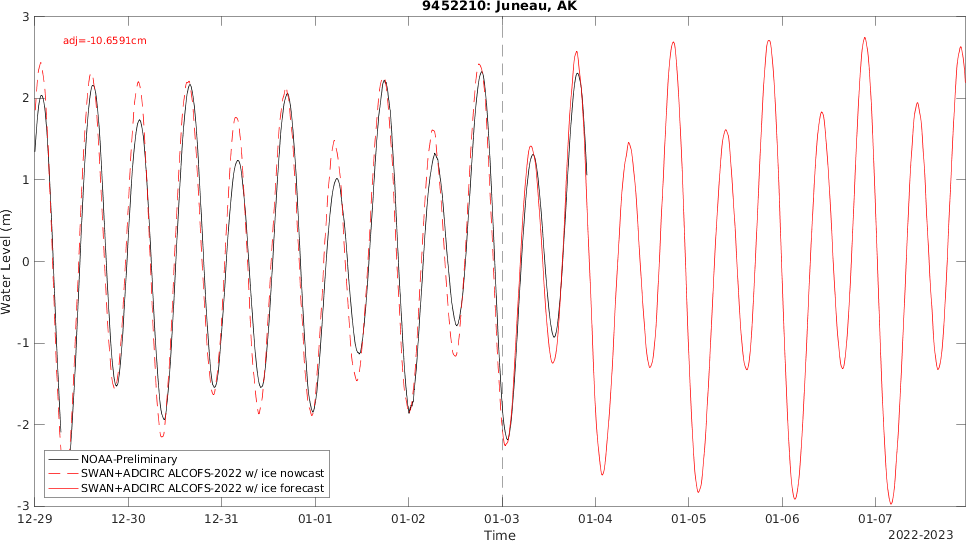 9452210: Juneau, AK
adj=-10.6591cm
3
2
1
0
-1
-2
-3
Water Level (m)
NOAA-Preliminary
SWAN+ADCIRC ALCOFS-2022 w/ ice nowcast
SWAN+ADCIRC ALCOFS-2022 w/ ice forecast
12-29 12-30 12-31 01-01 01-02 01-03 01-04 01-05 01-06 01-07
Time
2022-2023